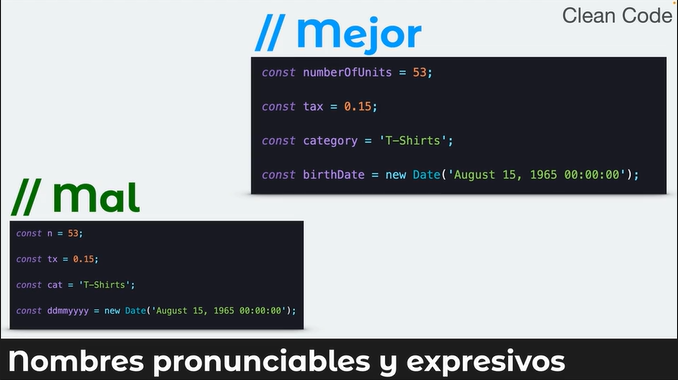 Clean Code
// Mejor
const numberOfUnits = 53;
const tax = 0.15;
const category = 'T-Shirts';
const birthDate = new Date('August 15, 1965 00:00:00');
// Mal
const n = 53;
const tx = 0.15;
const cat = 'T-Shirts';
const ddmmyyyy = new Date('August 15, 1965 00:00:00');
Nombres pronunciables y expresivos